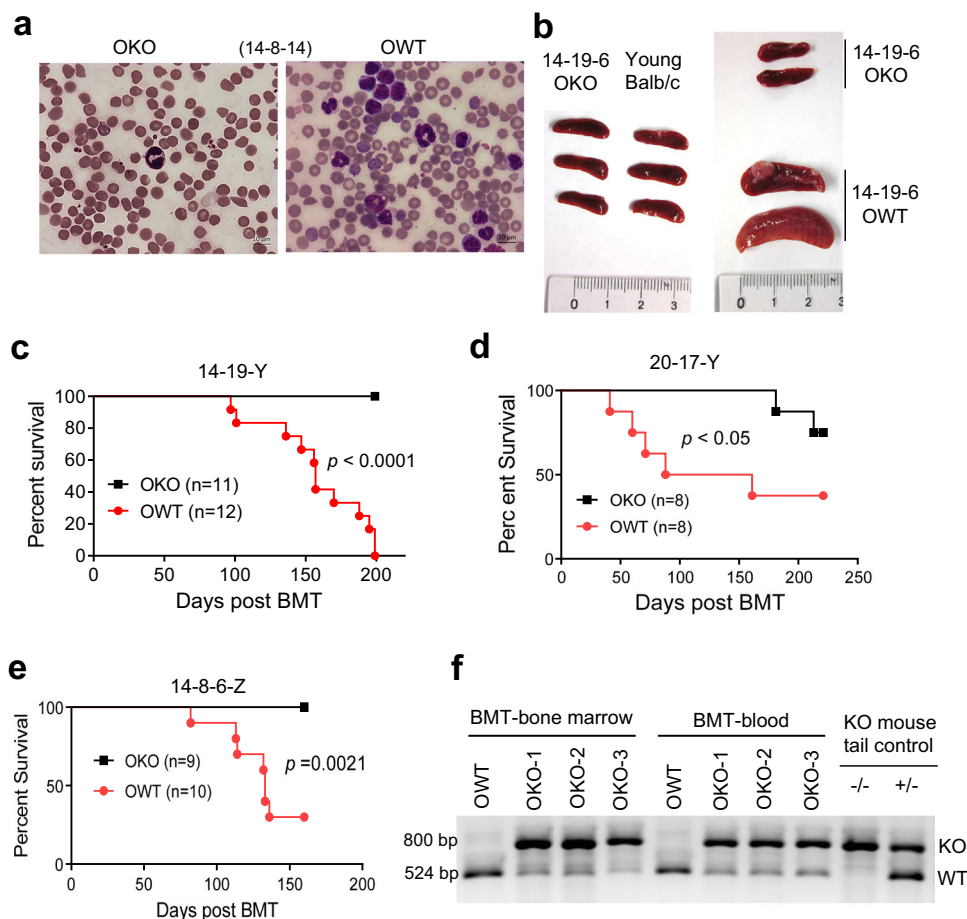 a
OKO (14-8-14) OWT
10 µm
10 µm
b
14-19-6
OKO
Young
Balb/c
0 1 2 3
14-19-6
OKO
14-19-6
OWT
0 1 2 3
c
14-19-Y
Percent survival
100
80
60
40
20
0
p < 0.0001
OKO (n=11)
OWT (n=12)
0 50 100 150 200
Days post BMT
d
20-17-Y
Perc ent Survival
100
50
0
p < 0.05
OKO (n=8)
OWT (n=8)
0 50 100 150 200 250
Days post BMT
e
14-8-6-Z
Percent Survival
100
50
0
p =0.0021
OKO (n=9)
OWT (n=10)
0 50 100 150 200
Days post BMT
f
BMT-bone marrow BMT-blood KO mouse
tail control
OWT OKO-1 OKO-2 OKO-3 OWT OKO-1 OKO-2 OKO-3 -/- +/-
800 bp KO
524 bp WT